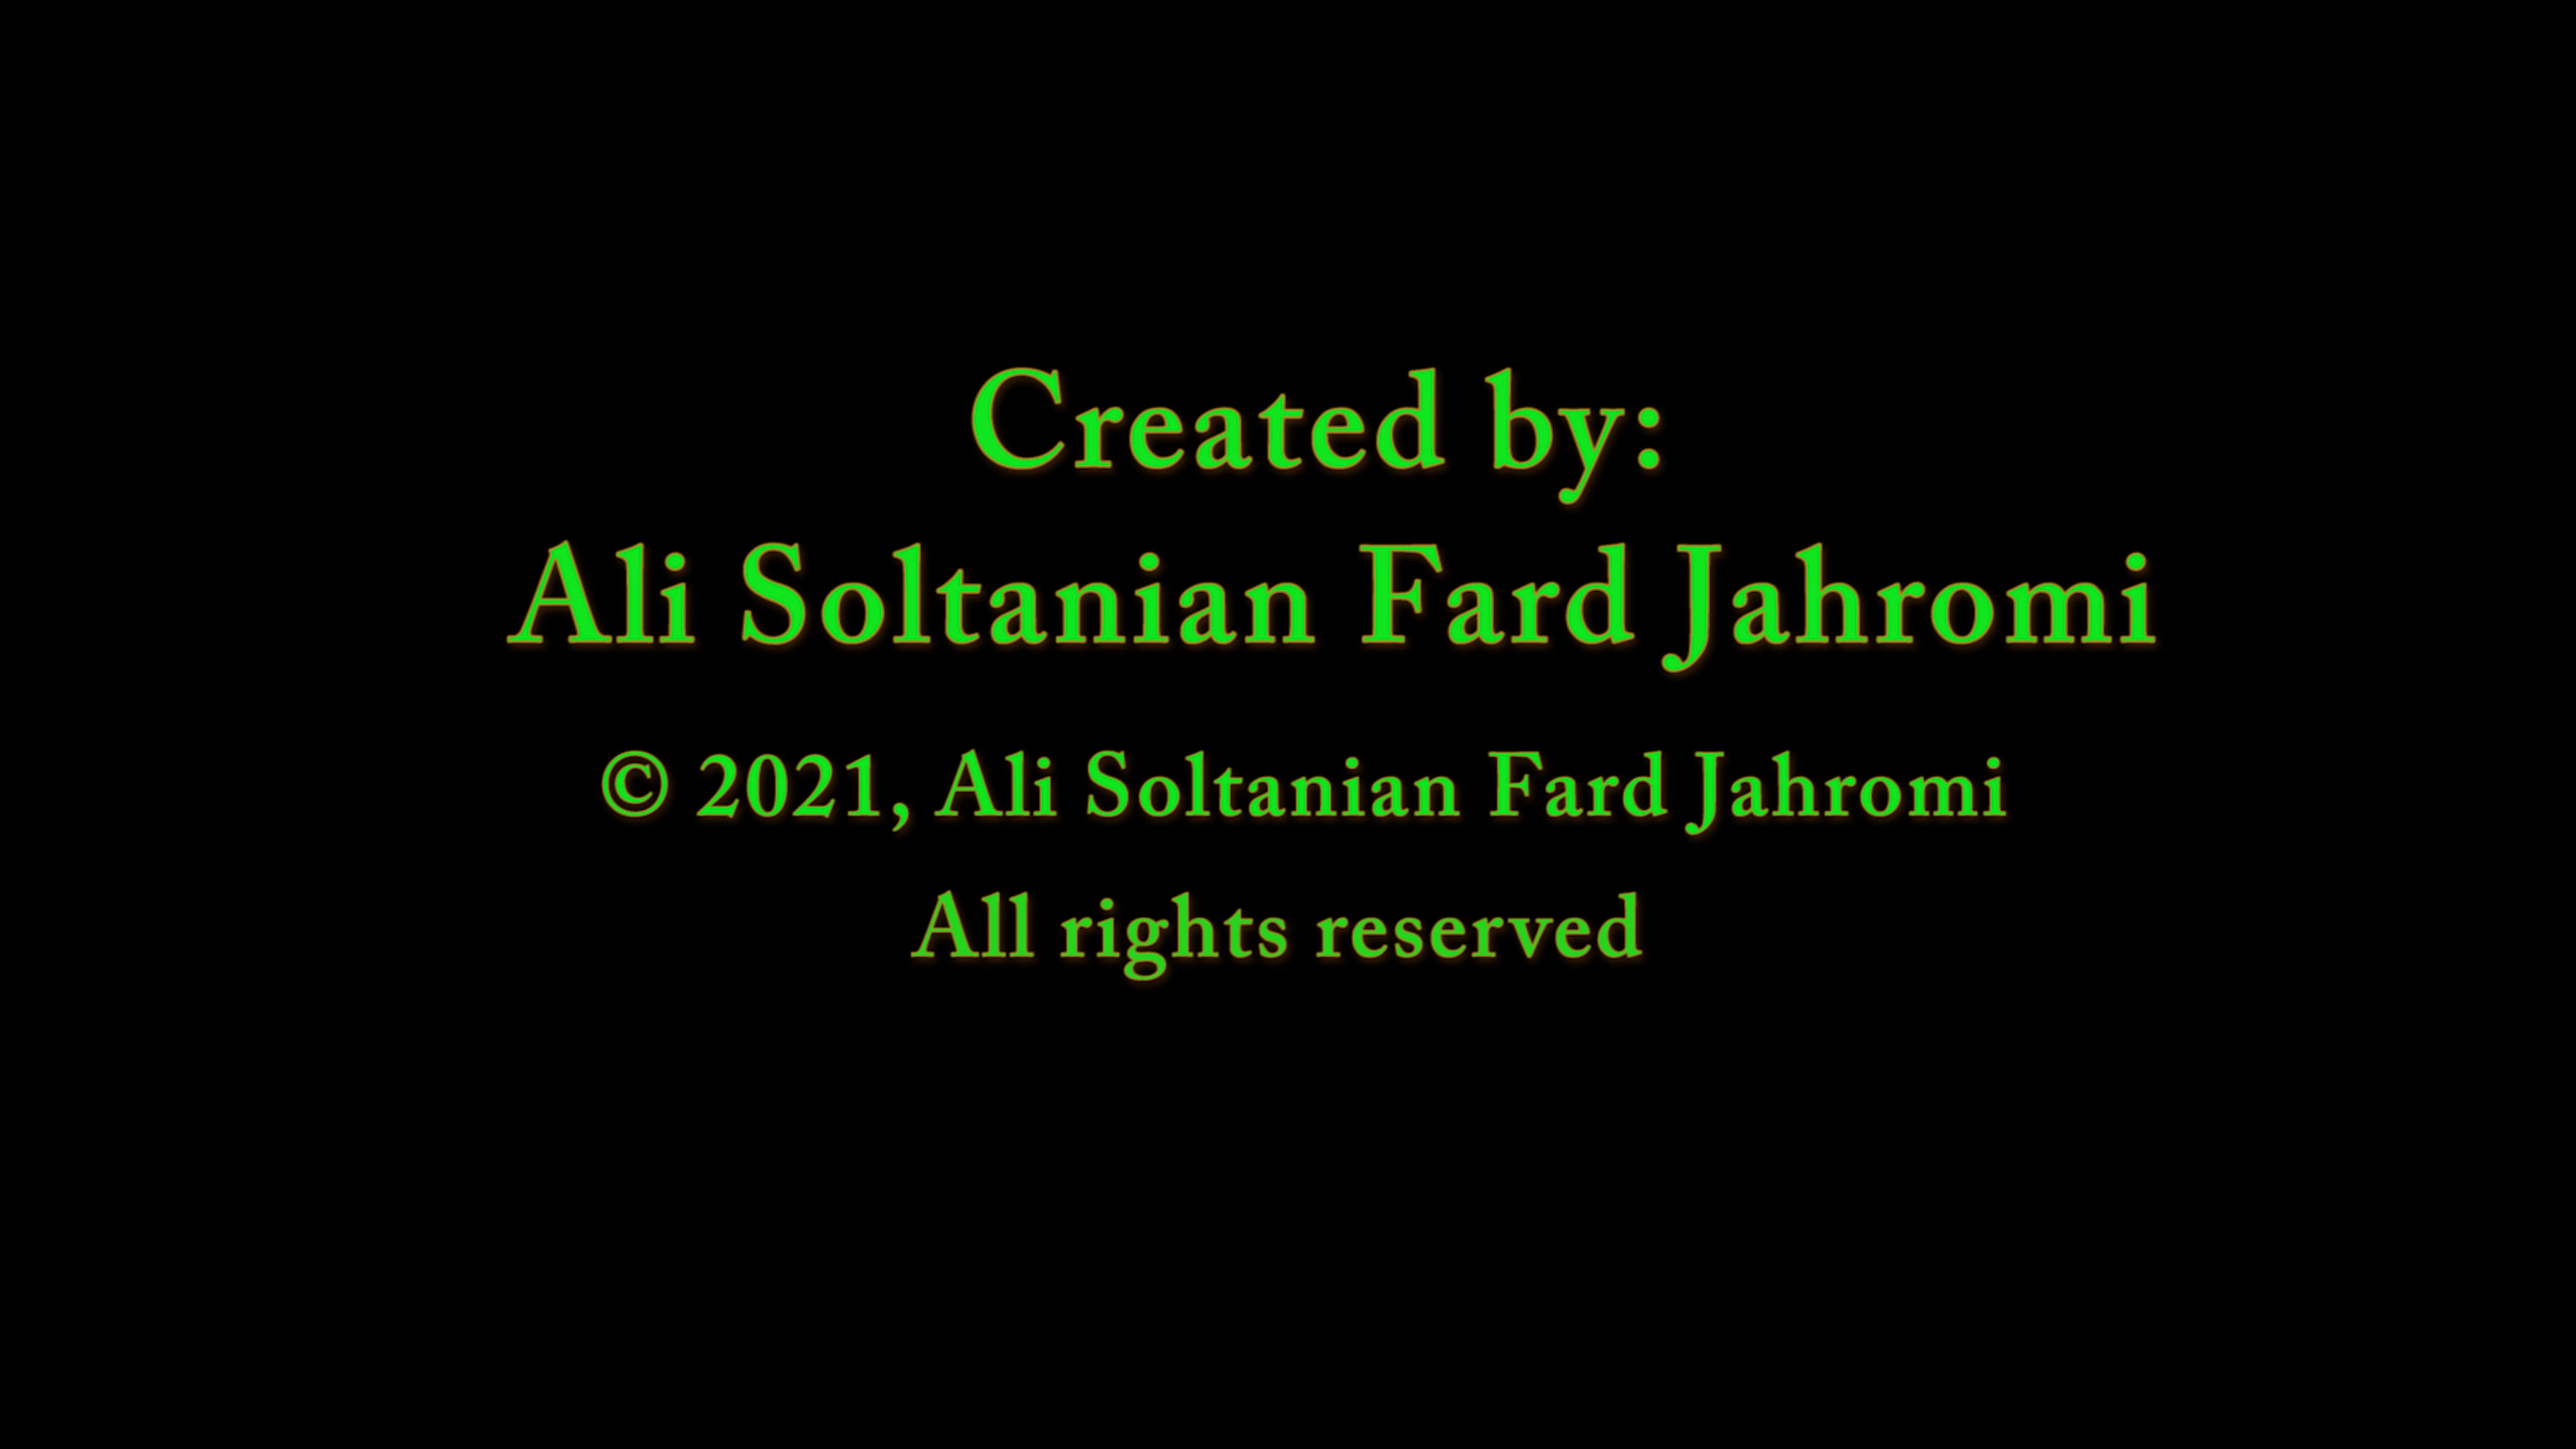 Created by:
Ali Soltanian Fard Jahromi
© 2021, Ali Soltanian Fard Jahromi
All rights reserved